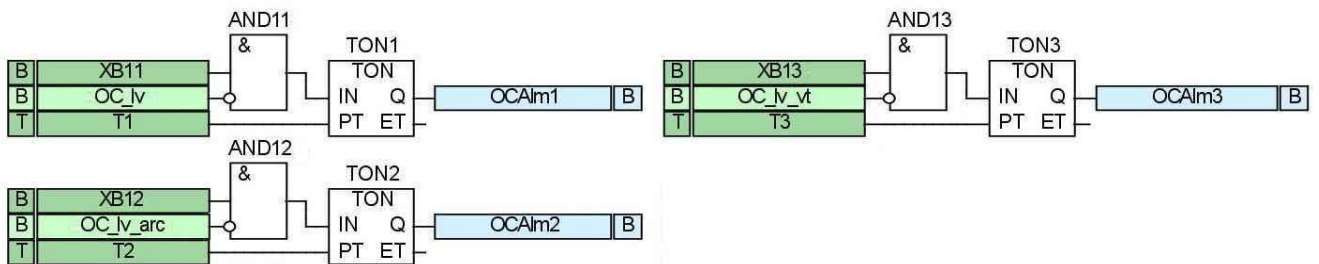 AND11
& TON1
B XB11 TON
B OC_lv IN Q OCAlm1 B
T T1 PT ET
AND12
& TON2
B XB12 TON
B OC_lv_arc IN Q OCAlm2 B
T T2 PT ET
AND13
& TON3
B XB13 TON
B OC_lv_vt IN Q OCAlm3 B
T T3 PT ET